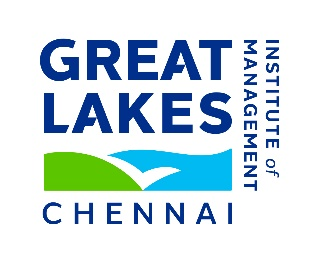 GREAT
LAKES
CHENNAI
INSTITUTE of
MANAGEMENT